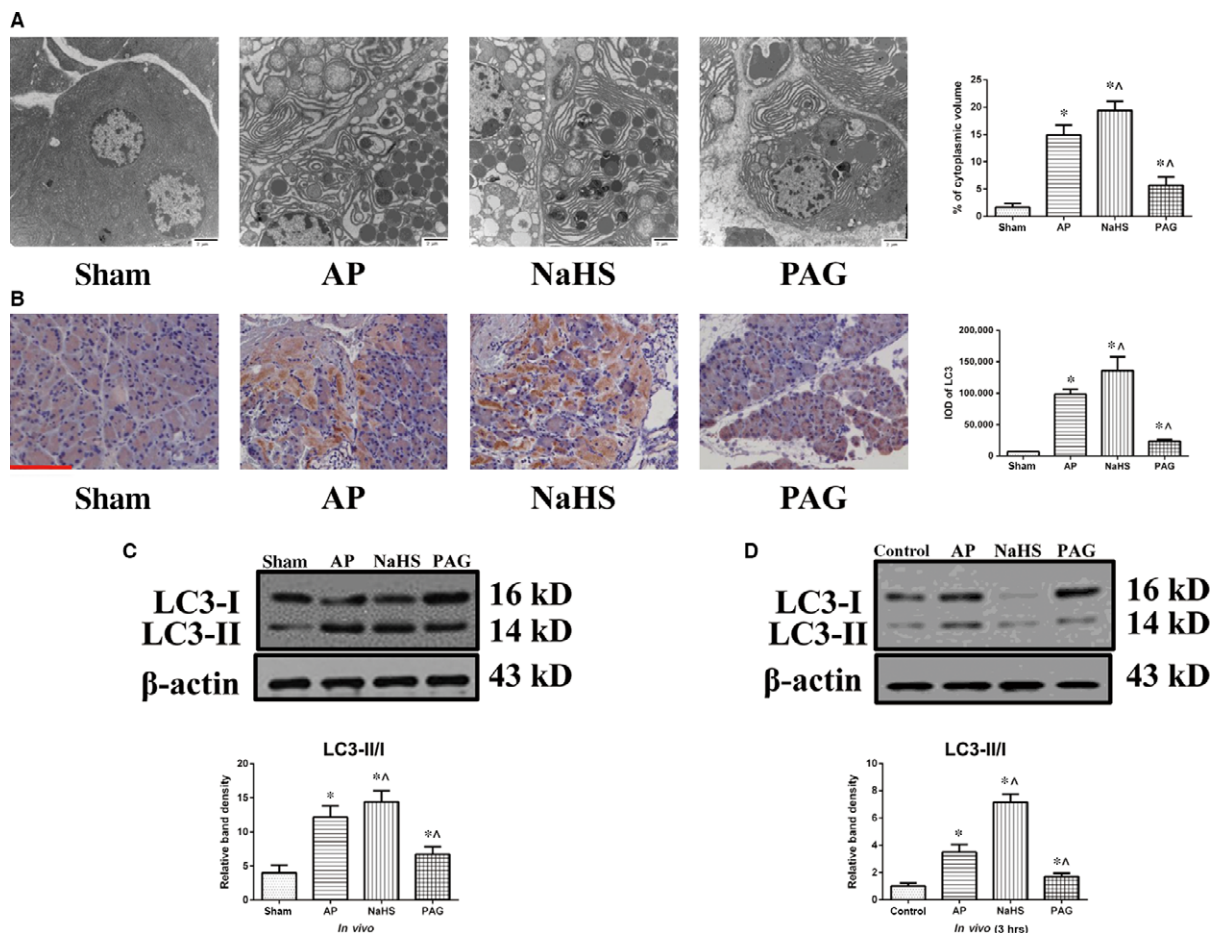 A
Sham
AP
NaHS
PAG
% of cytoplasmic volume
25
20
15
10
5
0
Sham AP NaHS PAG
*
*^
*^
B
Sham
AP
NaHS
PAG
IOD of LC3
200,000
150,000
100,000
50,000
0
Sham AP NaHS PAG
*
*^
*^
C
Sham AP NaHS PAG
LC3-I 16 kD
LC3-II 14 kD
β-actin 43 kD
LC3-II/I
Relative band density
20
15
10
5
0
*
*^
*^
Sham AP NaHS PAG
In vivo
D
Control AP NaHS PAG
LC3-I 16 kD
LC3-II 14 kD
β-actin 43 kD
LC3-II/I
Relative band density
10
8
6
4
2
0
*
*^
*^
Control AP NaHS PAG
In vivo (3 hrs)